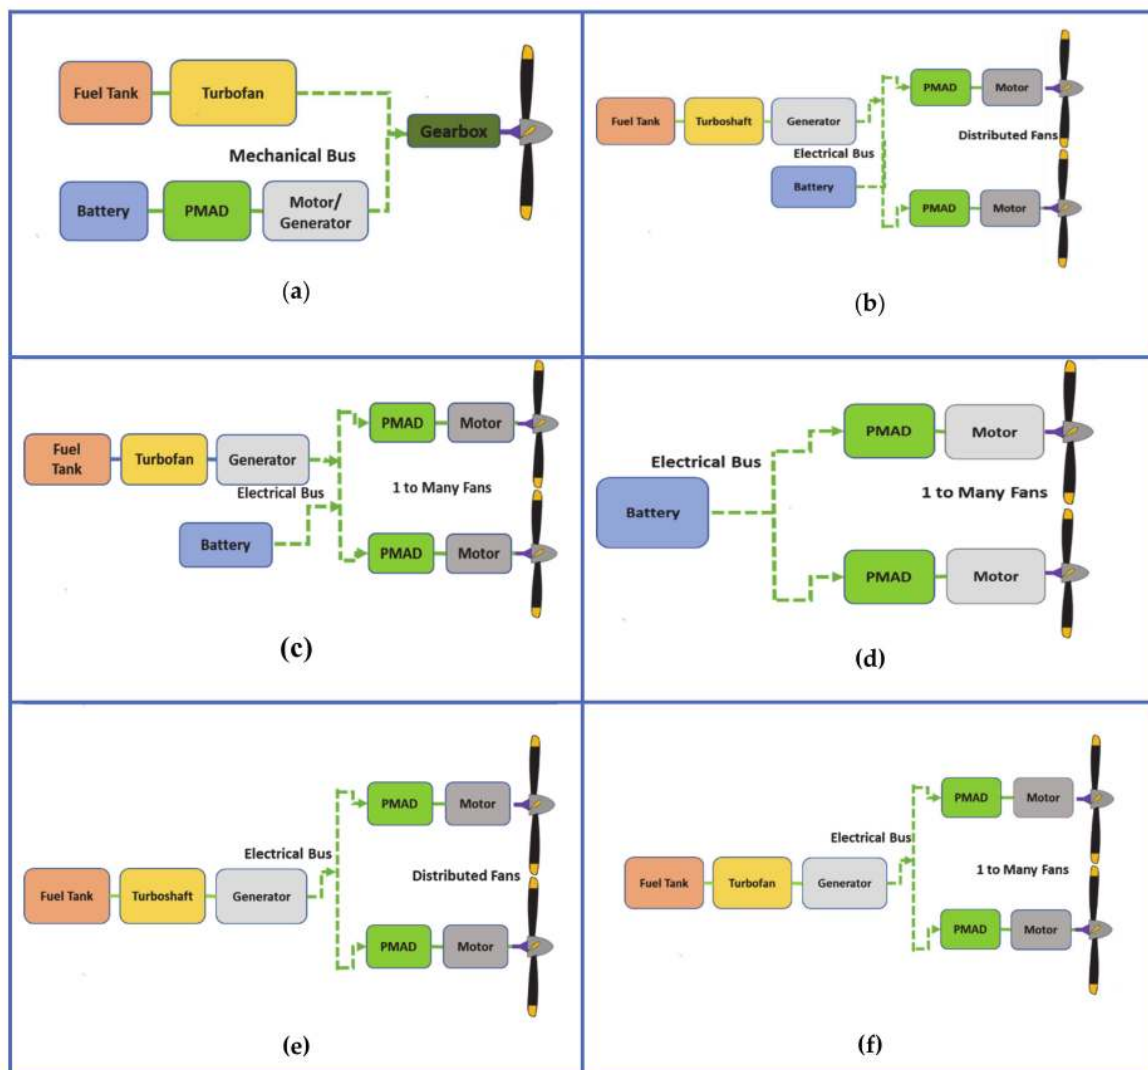 Fuel Tank
Turbofan
Gearbox
Mechanical Bus
Battery
PMAD
Motor/
Generator
(a)
PMAD
Motor
Fuel Tank
Turboshaft
Generator
Distributed Fans
Electrical Bus
Battery
PMAD
Motor
(b)
PMAD
Motor
Fuel
Tank
Turbofan
Generator
1 to Many Fans
Electrical Bus
Battery
PMAD
Motor
(c)
PMAD
Motor
Electrical Bus
1 to Many Fans
Battery
PMAD
Motor
(d)
PMAD
Motor
Electrical Bus
Distributed Fans
Fuel Tank
Turboshaft
Generator
PMAD
Motor
(e)
PMAD
Motor
Electrical Bus
1 to Many Fans
Fuel Tank
Turbofan
Generator
PMAD
Motor
(f)